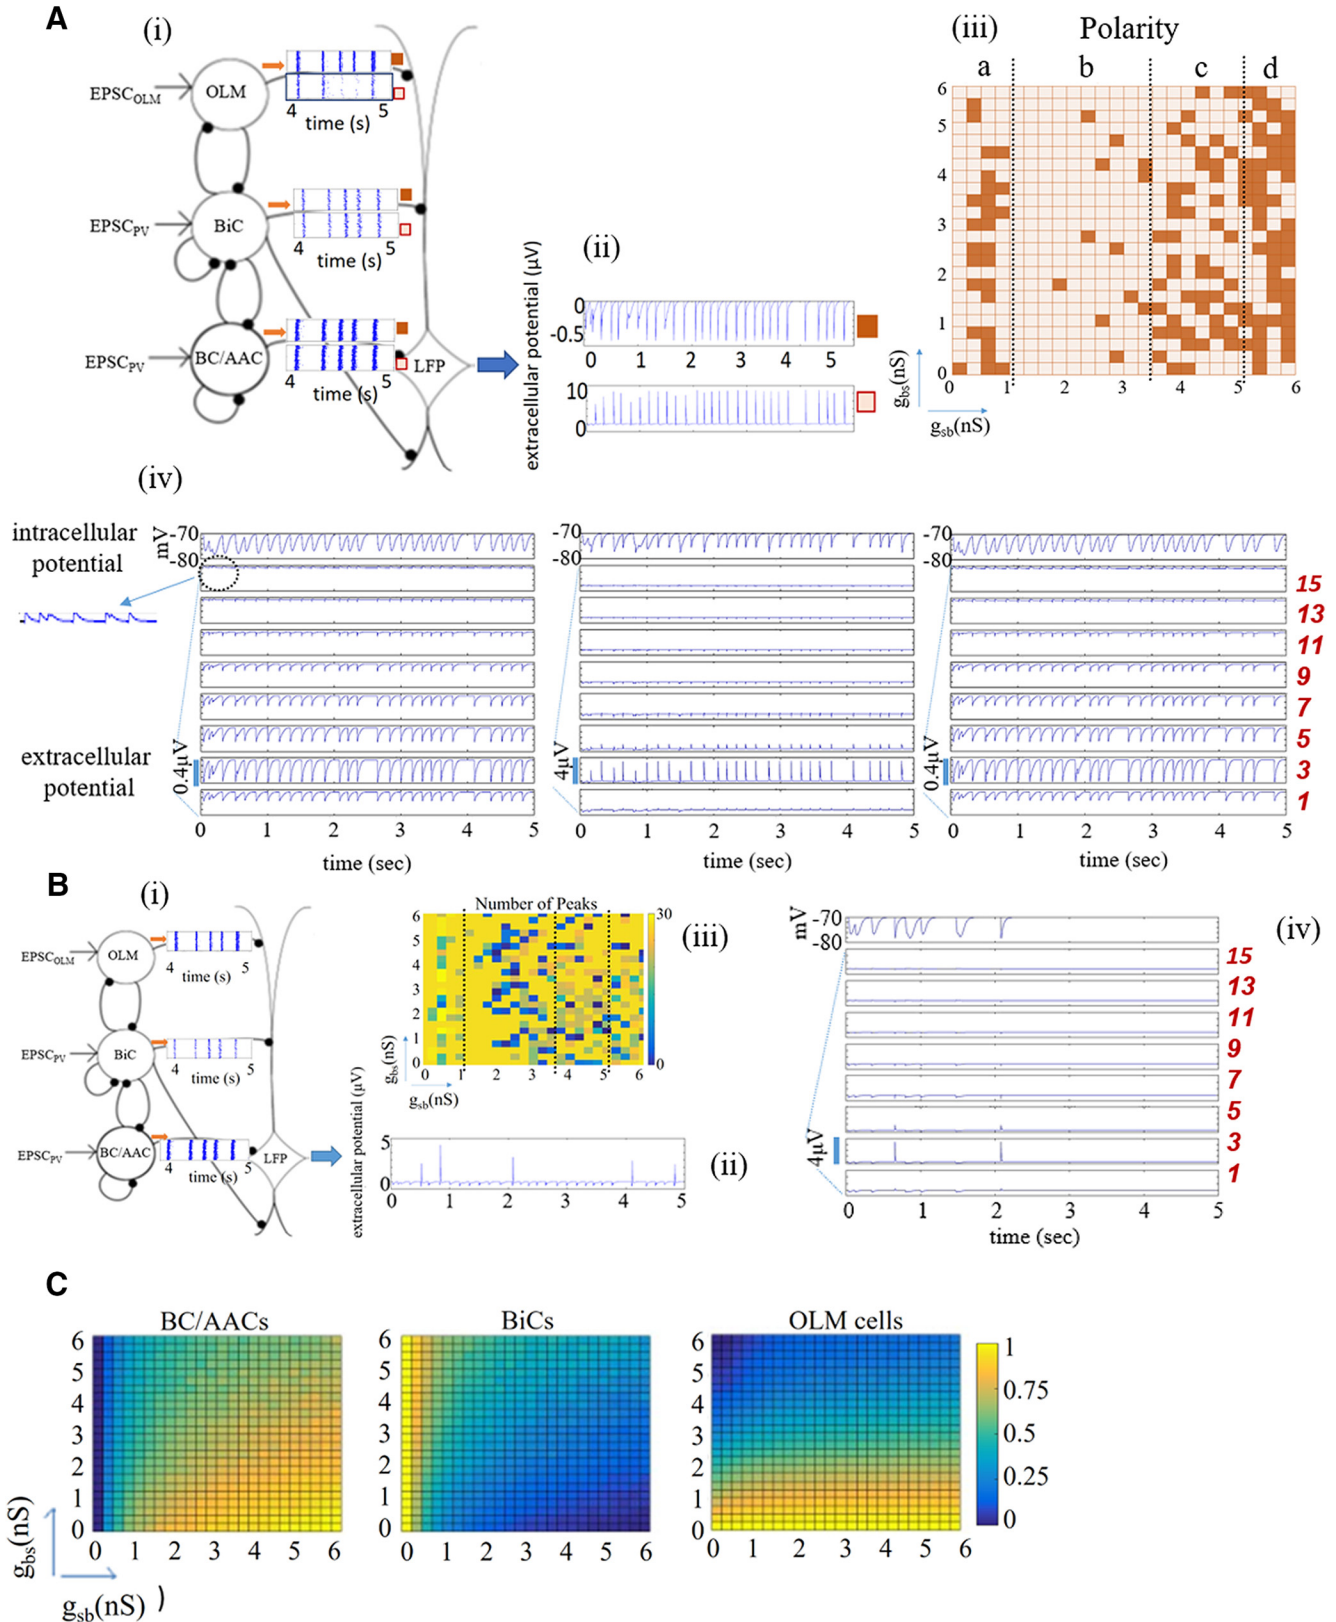 A
(i)
EPSC_OLM
OLM
4 5
time (s)
EPSC_PV
BiC
4 5
time (s)
EPSC_PV
BC/AAC
4 5
time (s)
LFP
(ii)
extracellular potential (µV)
0
-0.5
0 1 2 3 4 5
10
0
(iii) Polarity
a b c d
6
5
4
3
2
1
0
0 1 2 3 4 5 6
g_bs(nS)
g_sb(nS)
(iv)
intracellular
potential
mV
-70
-80
-70
-80
-70
-80
extracellular
potential
0.4µV
4µV
0.4µV
15
13
11
9
7
5
3
1
0 1 2 3 4 5
time (sec)
0 1 2 3 4 5
time (sec)
0 1 2 3 4 5
time (sec)
B
(i)
EPSC_OLM
OLM
4 5
time (s)
EPSC_PV
BiC
4 5
time (s)
EPSC_PV
BC/AAC
4 5
time (s)
LFP
Number of Peaks
(iii)
6
5
4
3
2
1
0
0 1 2 3 4 5 6
30
0
g_bs(nS)
g_sb(nS)
extracellular potential (µV)
(ii)
5
0
0 1 2 3 4 5
(iv)
mV
-70
-80
4µV
15
13
11
9
7
5
3
1
0 1 2 3 4 5
time (sec)
C
BC/AACs
6
5
4
3
2
1
0
0 1 2 3 4 5 6
BiCs
6
5
4
3
2
1
0
0 1 2 3 4 5 6
OLM cells
6
5
4
3
2
1
0
0 1 2 3 4 5 6
1
0.75
0.25
0
g_bs(nS)
g_sb(nS) )